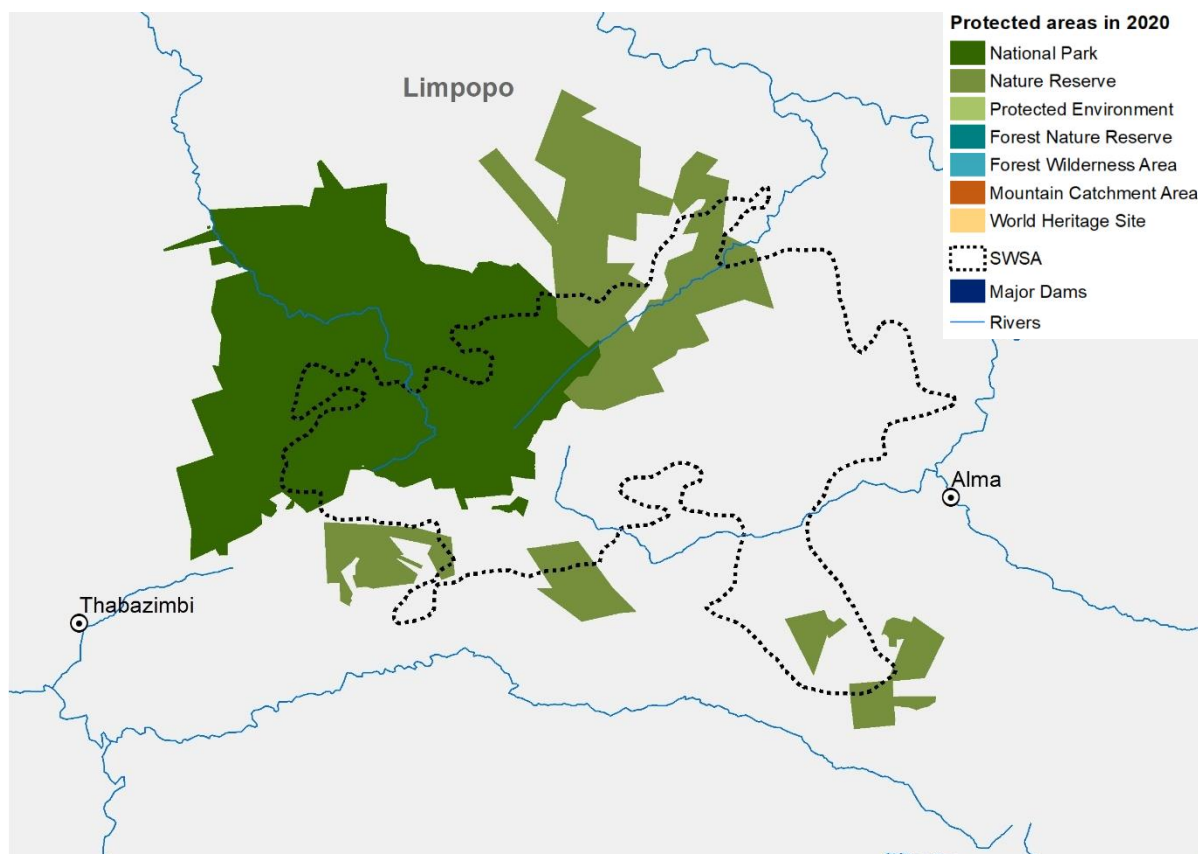 Protected areas in 2020
National Park
Nature Reserve
Protected Environment
Forest Nature Reserve
Forest Wilderness Area
Mountain Catchment Area
World Heritage Site
SWSA
Major Dams
Rivers
Limpopo
Alma
Thabazimbi